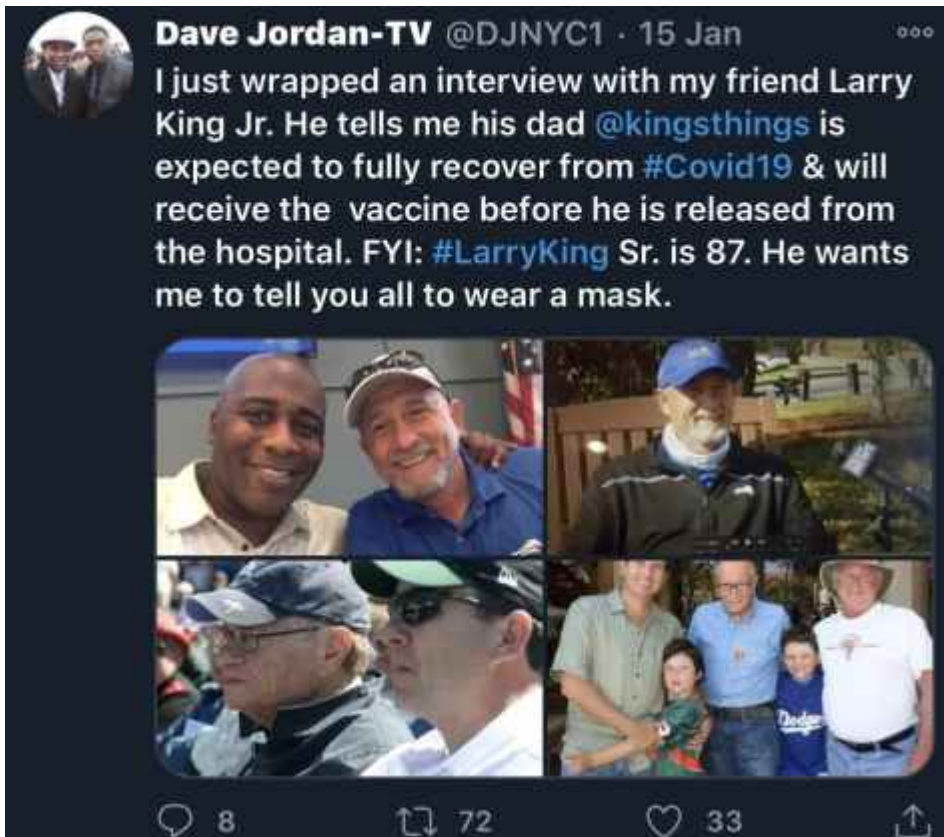 Dave Jordan-TV @DJNYC1 · 15 Jan
I just wrapped an interview with my friend Larry
King Jr. He tells me his dad @kingsthings is
expected to fully recover from #Covid19 & will
receive the  vaccine before he is released from
the hospital. FYI: #LarryKing Sr. is 87. He wants
me to tell you all to wear a mask.
8 72 33